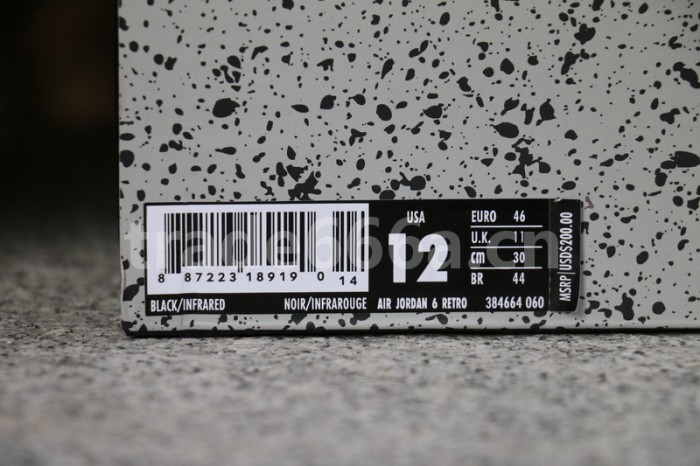 USA
12
EURO 46
U.K. 11
cm 30
BR 44
MSRP USD$200.00
8 87223 18919 0 14
BLACK/INFRARED NOIR/INFRAROUGE AIR JORDAN 6 RETRO 384664 060